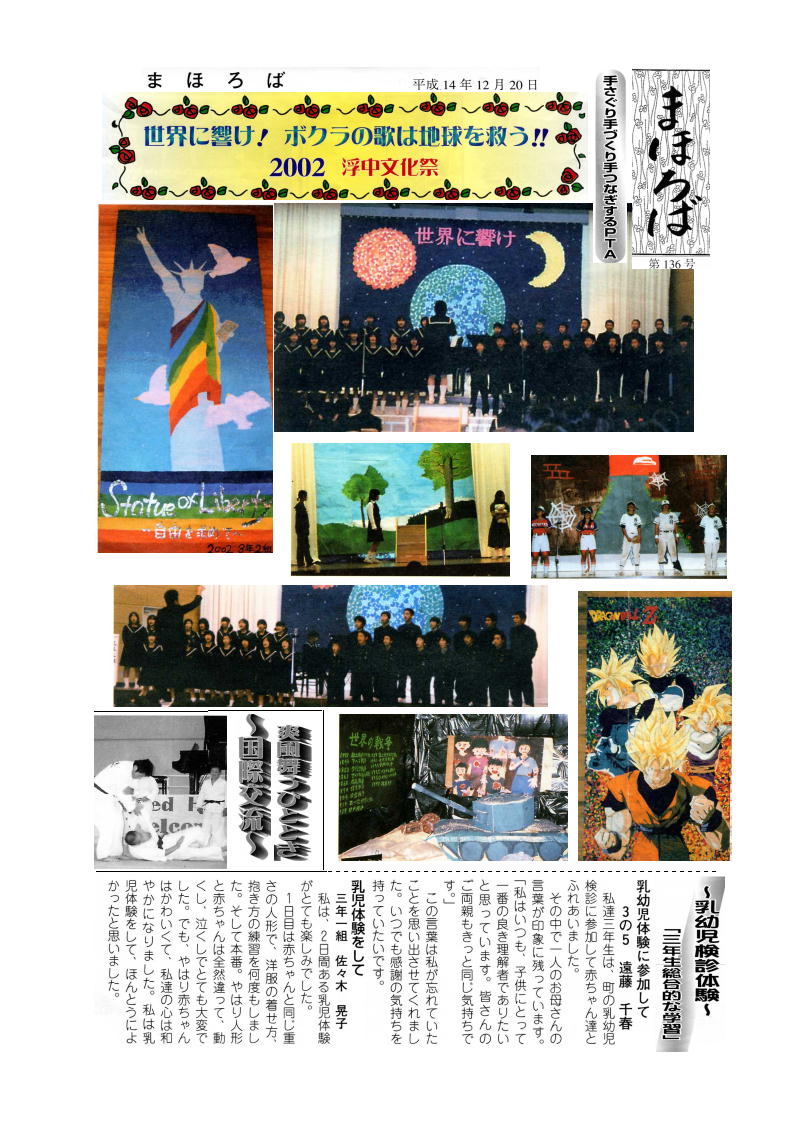 まほろば
平成14年12月20日
まほろば
第136号
手さぐり手づくり手つなぎするPTA
世界に響け！ ボクラの歌は地球を救う!!
2002 浮中文化祭
世界に響け
Statue of Liberty
2002 3年2組
DRAGONBALL Z
世界の戦争
爽風舞うひととき
～国際交流～
～乳幼児検診体験～
「三年生総合的な学習」
乳幼児体験に参加して
3の5 遠藤 千春
私達三年生は、町の乳幼児
検診に参加して赤ちゃん達と
ふれあいました。
その中で一人のお母さんの
言葉が印象に残っています。
「私はいつも、子供にとって
一番の良き理解者でありたい
と思っています。皆さんの
ご両親もきっと同じ気持ちで
す。」
この言葉は私が忘れていた
ことを思い出させてくれまし
た。いつでも感謝の気持ちを
持っていたいです。
乳児体験をして
三年一組 佐々木 晃子
私は、2日間ある乳児体験
がとても楽しみでした。
1日目は赤ちゃんと同じ重
さの人形で、洋服の着せ方、
抱き方の練習を何度もしまし
た。そして本番。やはり人形
と赤ちゃんは全然違って、動
くし、泣くしでとても大変で
した。でも、やはり赤ちゃん
はかわいくて、私達の心は和
やかになりました。私は乳
児体験をして、ほんとうによ
かったと思いました。